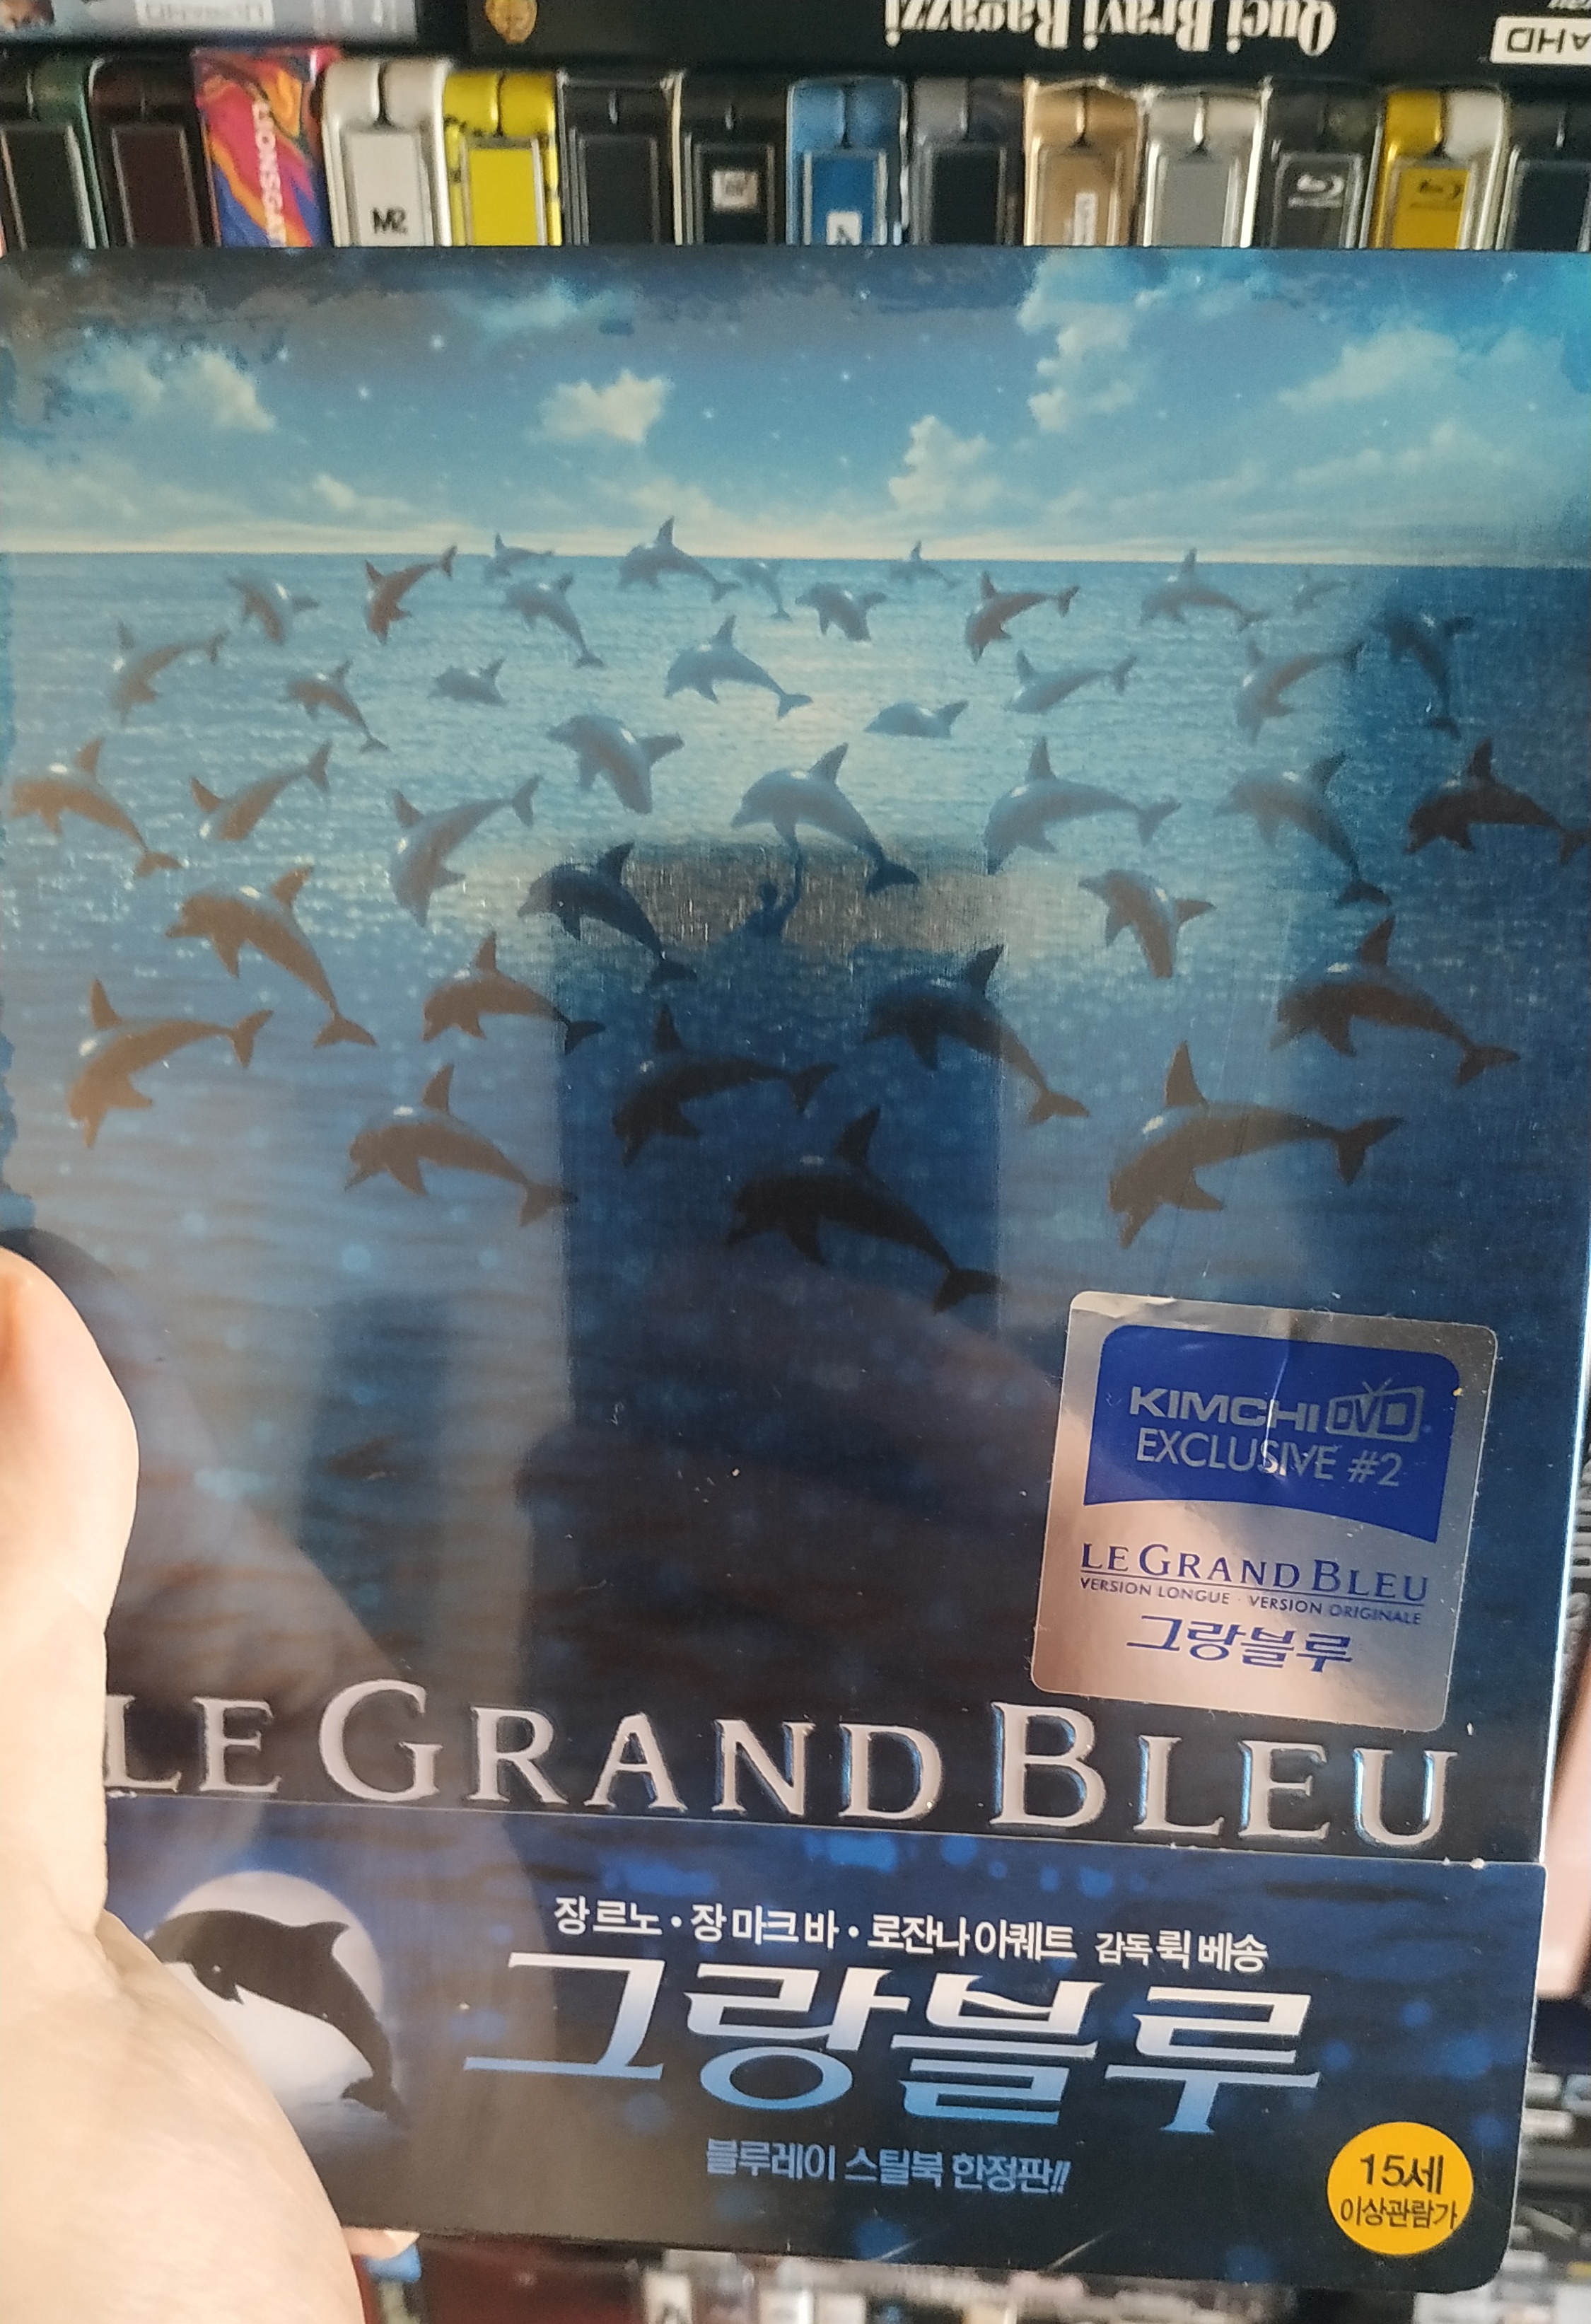 Quei Bravi Ragazzi
LIONSGAT
M2
KIMCHI DVD
EXCLUSIVE #2
LE GRAND BLEU
VERSION LONGUE · VERSION ORIGINALE
그랑블루
LE GRAND BLEU
장 르노 · 장 마크 바 · 로잔나 아퀘트 감독 뤽 베송
그랑블루
블루레이 스틸북 한정판!!
15세
이상관람가